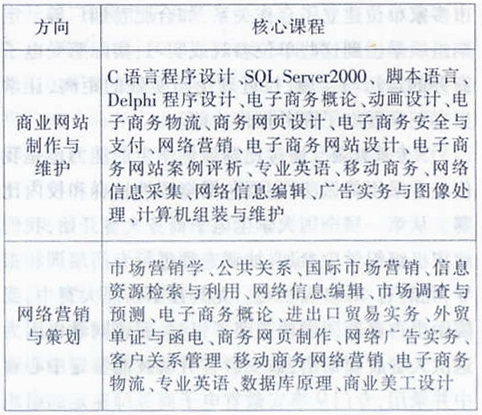 方向 核心课程
商业网站制作与维护
C 语言程序设计、SQL Server2000、脚本语言、
Delphi 程序设计、电子商务概论、动画设计、电
子商务物流、商务网页设计、电子商务安全与
支付、网络营销、电子商务网站设计、电子商
务网站案例评析、专业英语、移动商务、网络
信息采集、网络信息编辑、广告实务与图像处
理、计算机组装与维护
网络营销与策划
市场营销学、公共关系、国际市场营销、信息
资源检索与利用、网络信息编辑、市场调查与
预测、电子商务概论、进出口贸易实务、外贸
单证与函电、商务网页制作、网络广告实务、
客户关系管理、移动商务网络营销、电子商务
物流、专业英语、数据库原理、商业美工设计